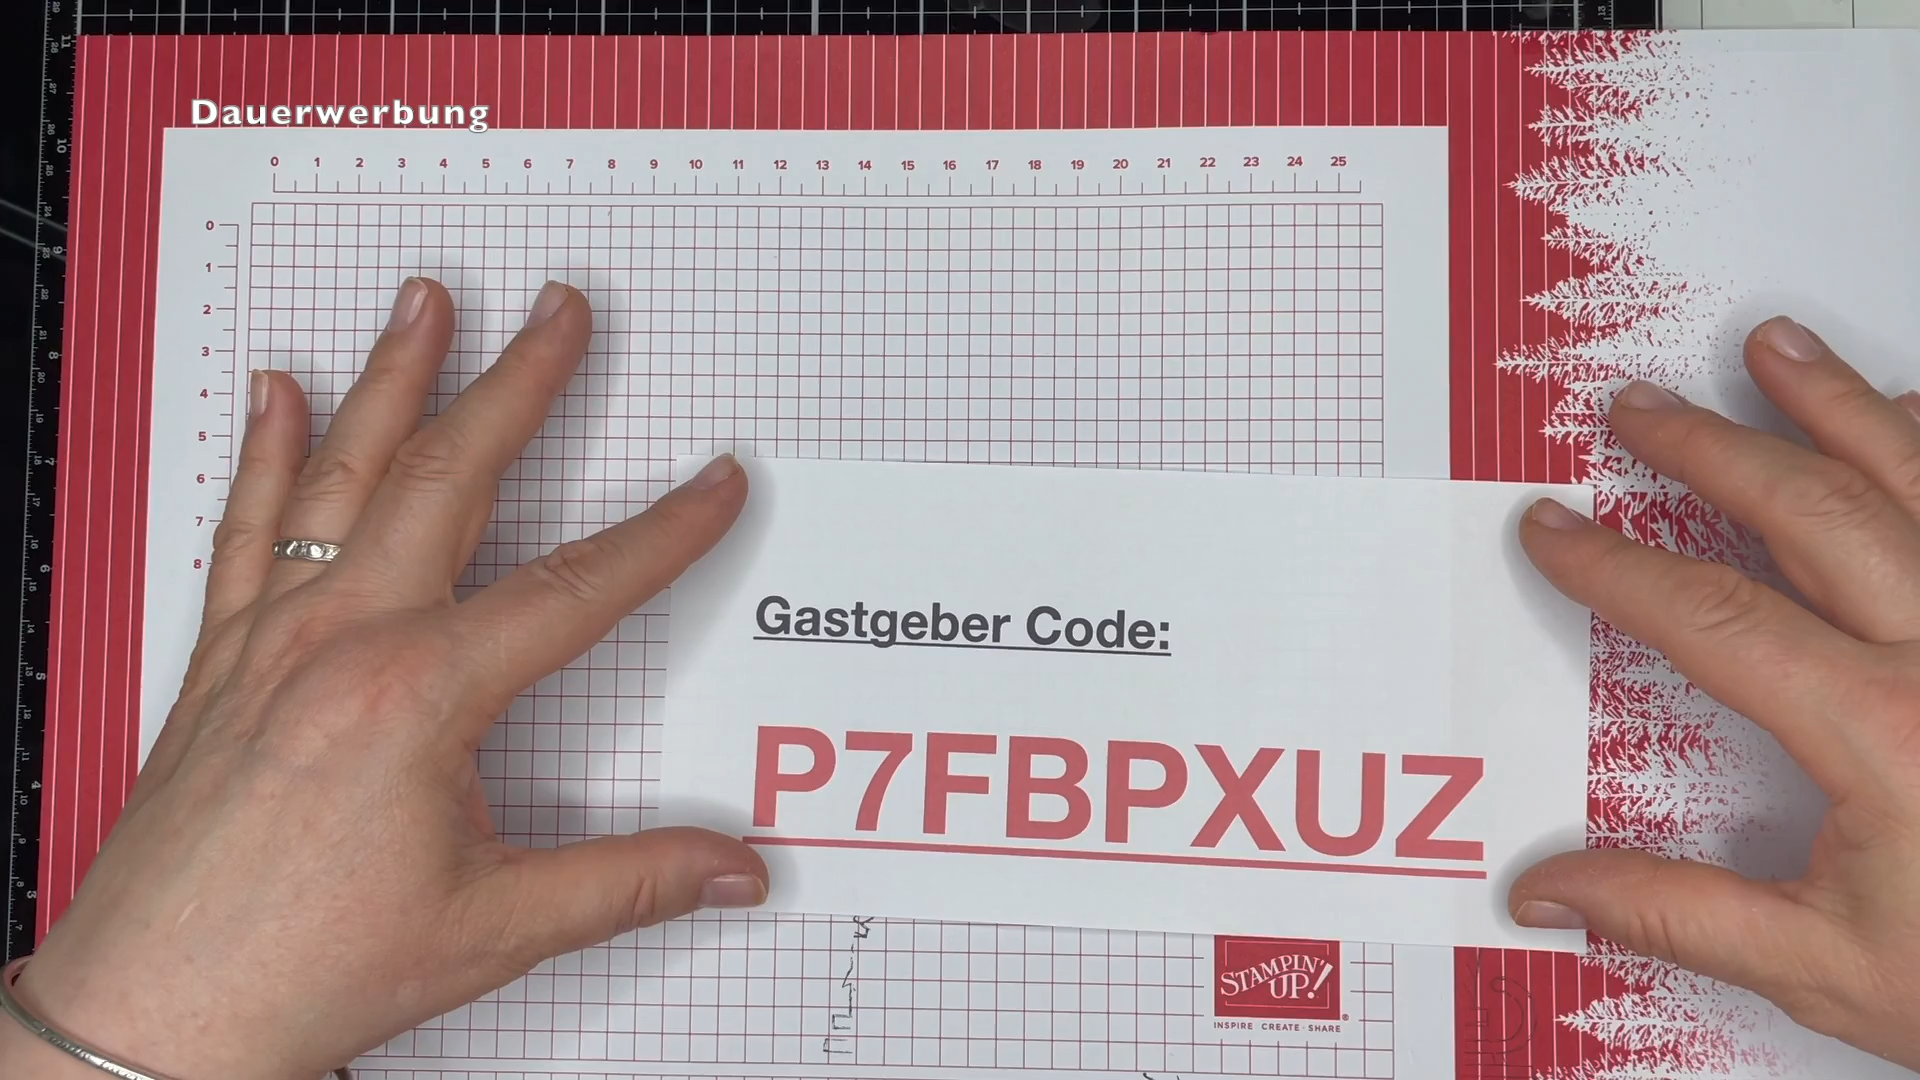 Dauerwerbung
0 1 2 3 4 5 6 7 8 9 10 11 12 13 14 15 16 17 18 19 20 21 22 23 24 25
0
1
2
3
4
5
6
7
8
Gastgeber Code:
P7FBPXUZ
STAMPIN'
UP!®
INSPIRE · CREATE · SHARE